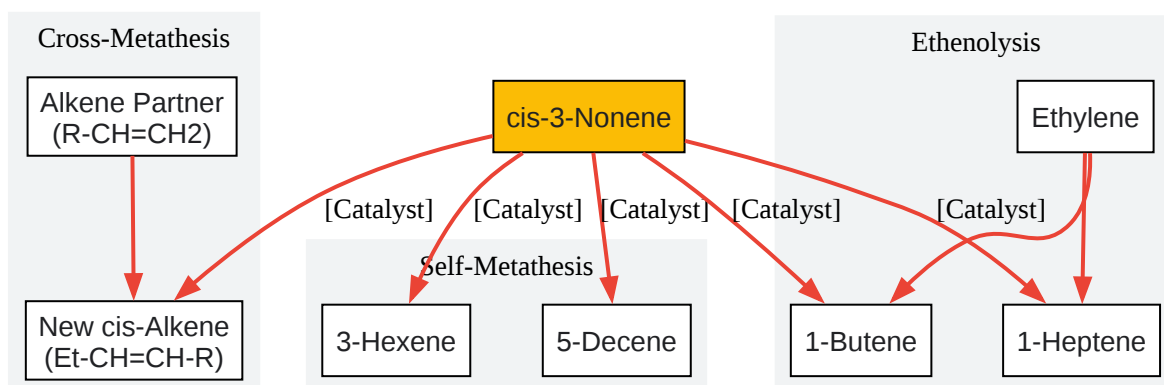 Cross-Metathesis
Ethenolysis
Alkene Partner
(R-CH=CH2)
cis-3-Nonene
Ethylene
[Catalyst]
[Catalyst]
[Catalyst]
[Catalyst]
[Catalyst]
Self-Metathesis
New cis-Alkene
(Et-CH=CH-R)
3-Hexene
5-Decene
1-Butene
1-Heptene